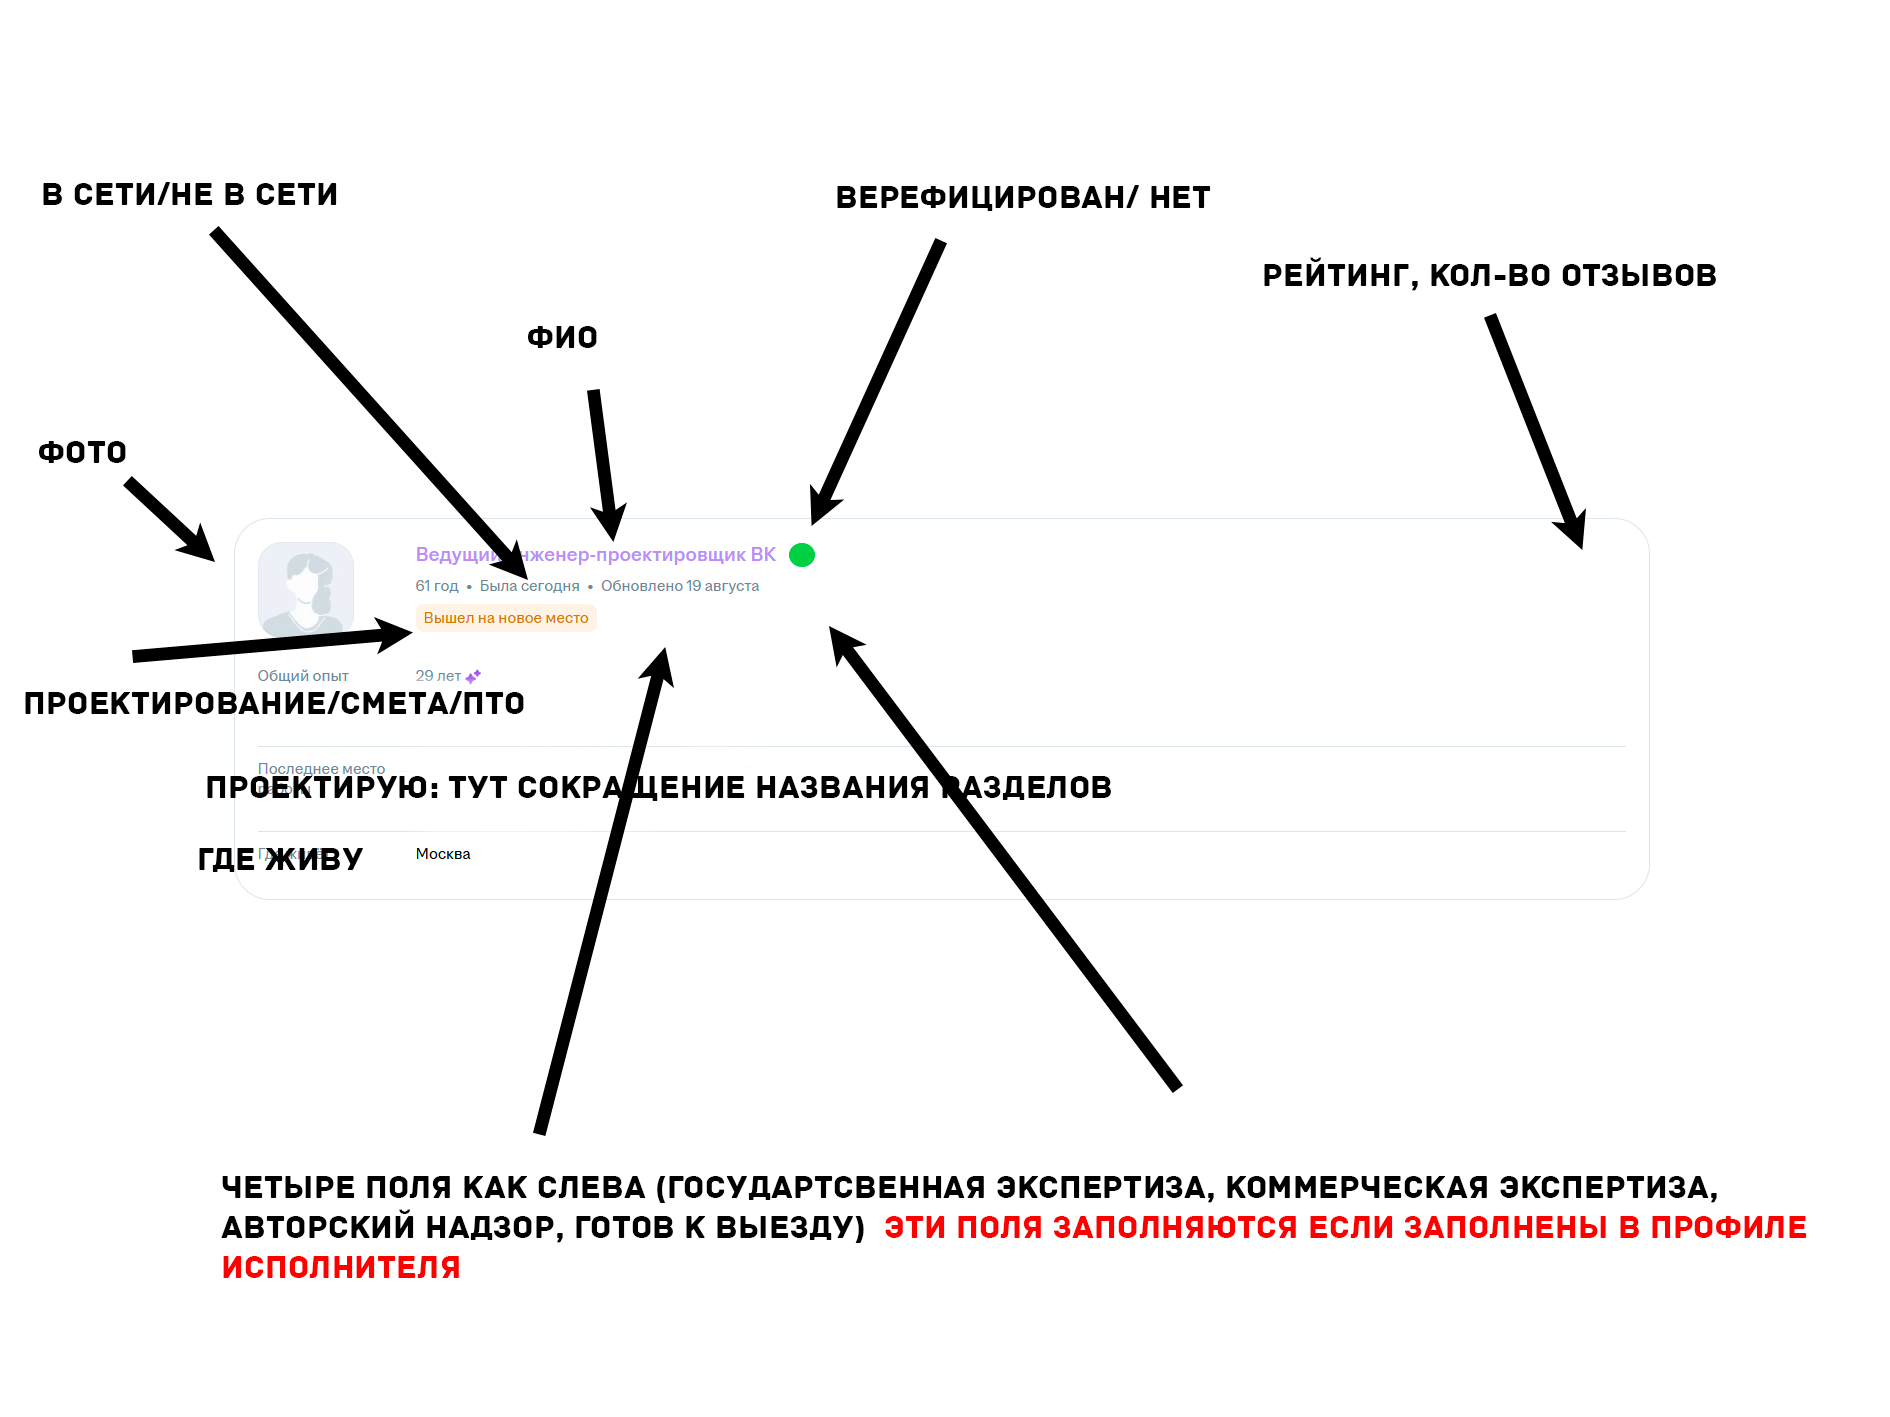 В СЕТИ/НЕ В СЕТИ
ВЕРЕФИЦИРОВАН/ НЕТ
РЕЙТИНГ, КОЛ-ВО ОТЗЫВОВ
ФИО
ФОТО
Ведущий инженер-проектировщик ВК
61 год • Была сегодня • Обновлено 19 августа
Вышел на новое место
Общий опыт 29 лет
ПРОЕКТИРОВАНИЕ/СМЕТА/ПТО
Последнее место
ПРОЕКТИРУЮ: ТУТ СОКРАЩЕНИЕ НАЗВАНИЯ РАЗДЕЛОВ
ГДЕ ЖИВУ
Москва
ЧЕТЫРЕ ПОЛЯ КАК СЛЕВА (ГОСУДАРТСВЕННАЯ ЭКСПЕРТИЗА, КОММЕРЧЕСКАЯ ЭКСПЕРТИЗА,
АВТОРСКИЙ НАДЗОР, ГОТОВ К ВЫЕЗДУ) ЭТИ ПОЛЯ ЗАПОЛНЯЮТСЯ ЕСЛИ ЗАПОЛНЕНЫ В ПРОФИЛЕ
ИСПОЛНИТЕЛЯ